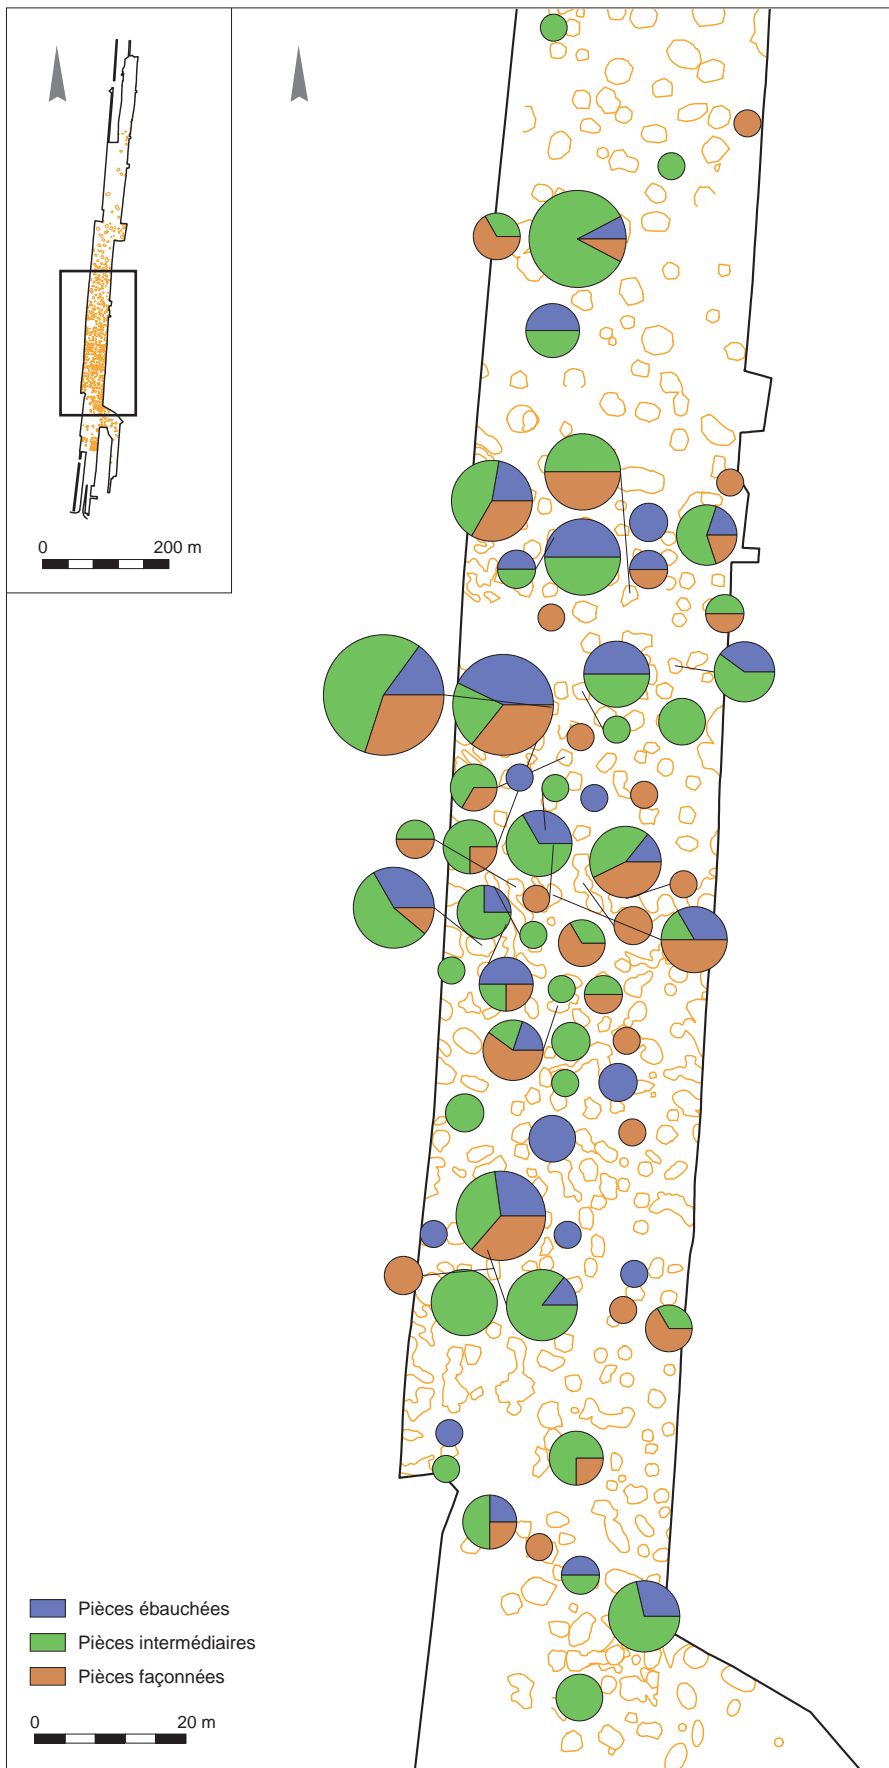 0 200 m
Pièces ébauchées
Pièces intermédiaires
Pièces façonnées
0 20 m